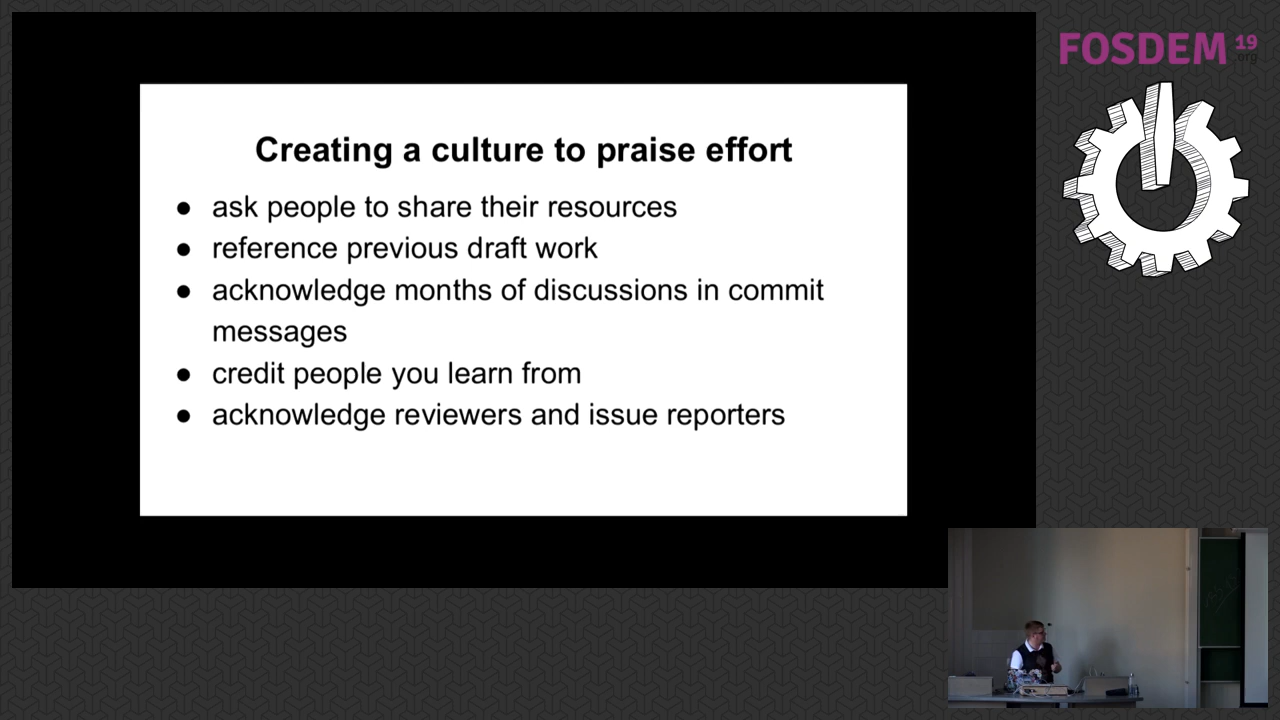 FOSDEM 19
.org
Creating a culture to praise effort
● ask people to share their resources
● reference previous draft work
● acknowledge months of discussions in commit
messages
● credit people you learn from
● acknowledge reviewers and issue reporters